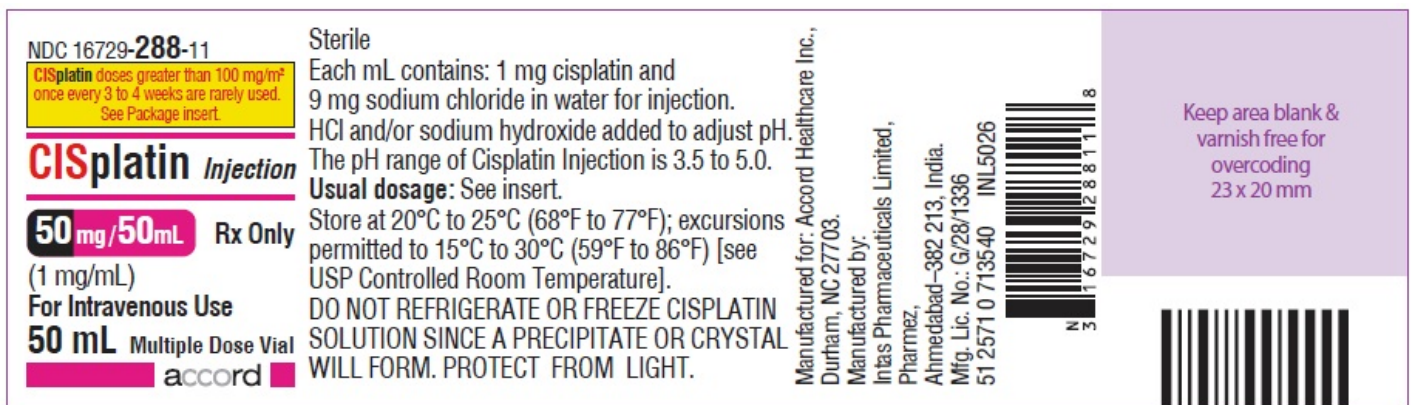 NDC 16729-288-11
CISplatin doses greater than 100 mg/m²
once every 3 to 4 weeks are rarely used.
See Package insert.
CISplatin Injection
50 mg/50mL Rx Only
(1 mg/mL)
For Intravenous Use
50 mL Multiple Dose Vial
accord
Sterile
Each mL contains: 1 mg cisplatin and
9 mg sodium chloride in water for injection.
HCl and/or sodium hydroxide added to adjust pH.
The pH range of Cisplatin Injection is 3.5 to 5.0.
Usual dosage: See insert.
Store at 20°C to 25°C (68°F to 77°F); excursions
permitted to 15°C to 30°C (59°F to 86°F) [see
USP Controlled Room Temperature].
DO NOT REFRIGERATE OR FREEZE CISPLATIN
SOLUTION SINCE A PRECIPITATE OR CRYSTAL
WILL FORM. PROTECT FROM LIGHT.
Manufactured for: Accord Healthcare Inc.,
Durham, NC 27703.
Manufactured by:
Intas Pharmaceuticals Limited,
Pharmez,
Ahmedabad–382 213, India.
Mfg. Lic. No.: G/28/1336
51 2571 0 713540 INL5026
N
3 16729 28811 8
Keep area blank &
varnish free for
overcoding
23 x 20 mm